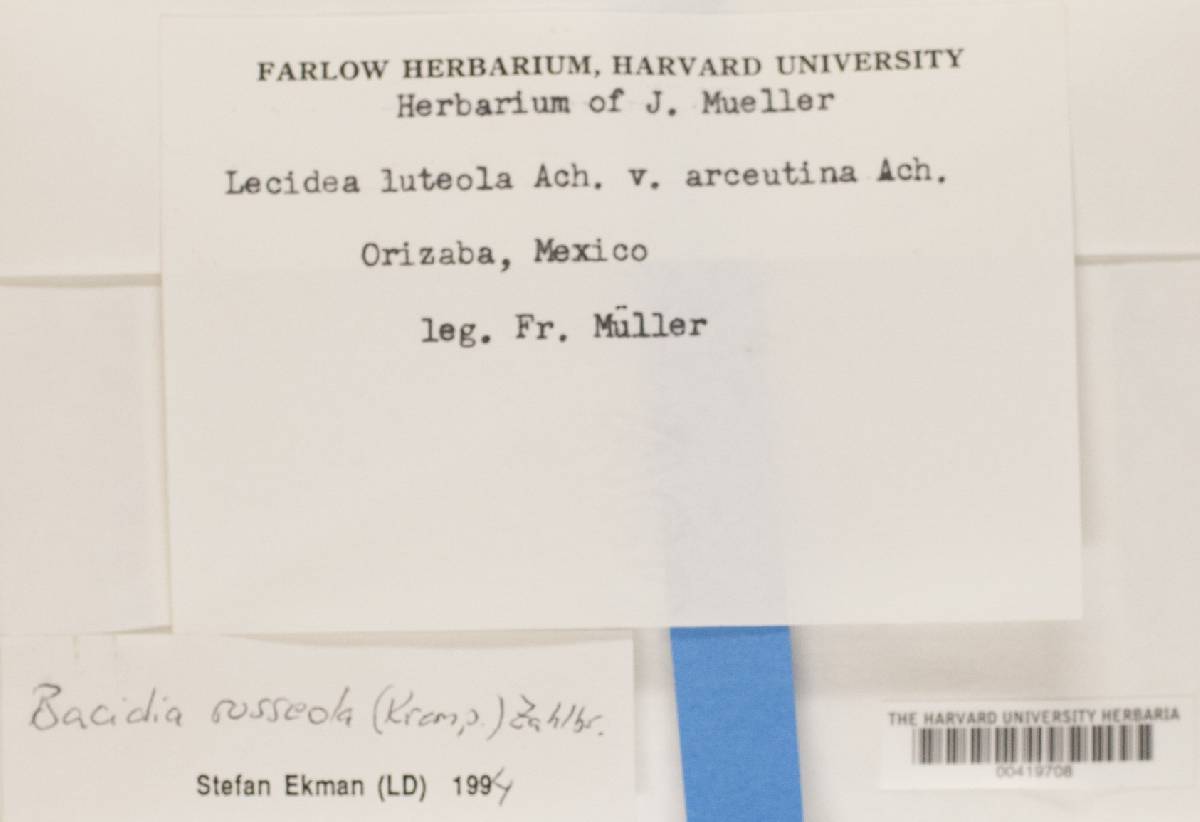 FARLOW HERBARIUM, HARVARD UNIVERSITY
Herbarium of J. Mueller
Lecidea luteola Ach. v. arceutina Ach.
Orizaba, Mexico
leg. Fr. Müller
Bacidia russeola (Kremp.) Zahlbr.
Stefan Ekman (LD) 1994
THE HARVARD UNIVERSITY HERBARIA
00419708